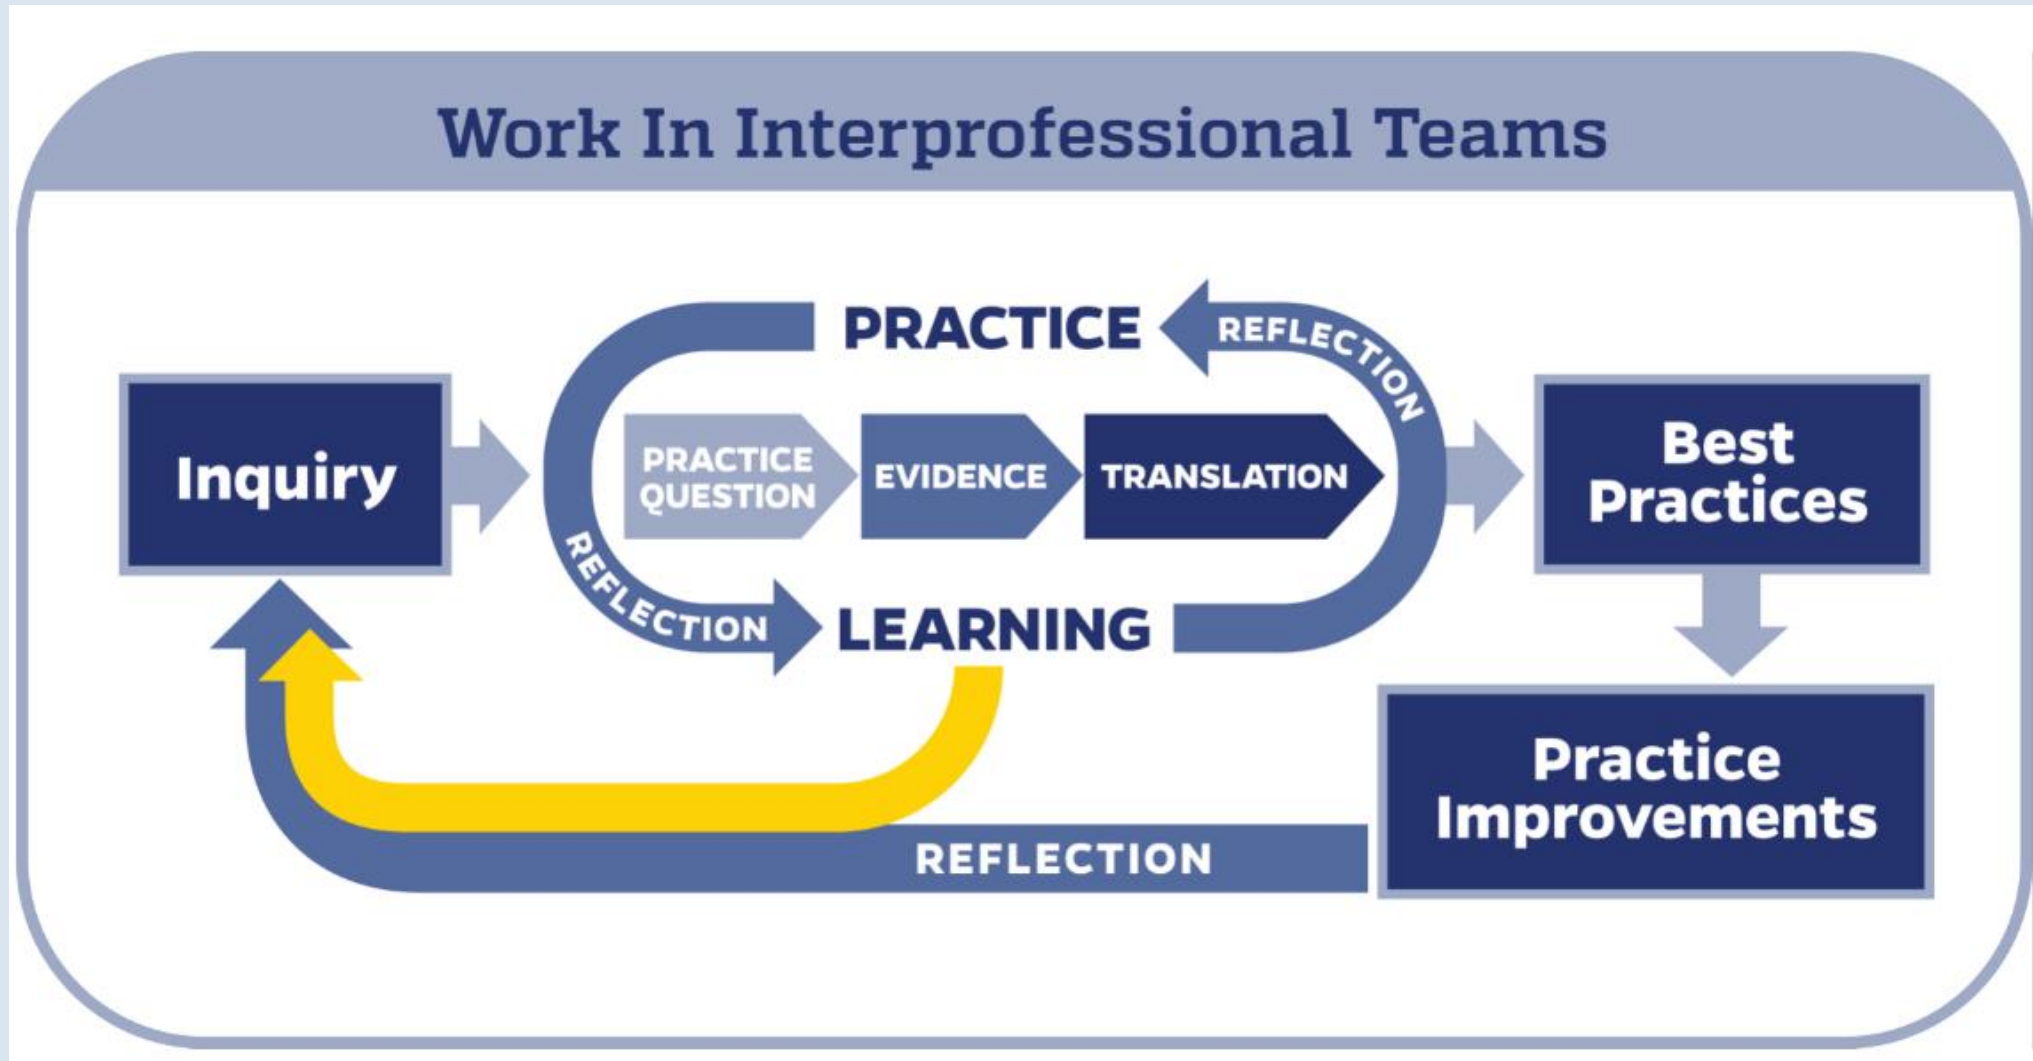 Work In Interprofessional Teams
PRACTICE
REFLECTION
Inquiry
PRACTICE
QUESTION
EVIDENCE
TRANSLATION
Best
Practices
REFLECTION
LEARNING
Practice
Improvements
REFLECTION